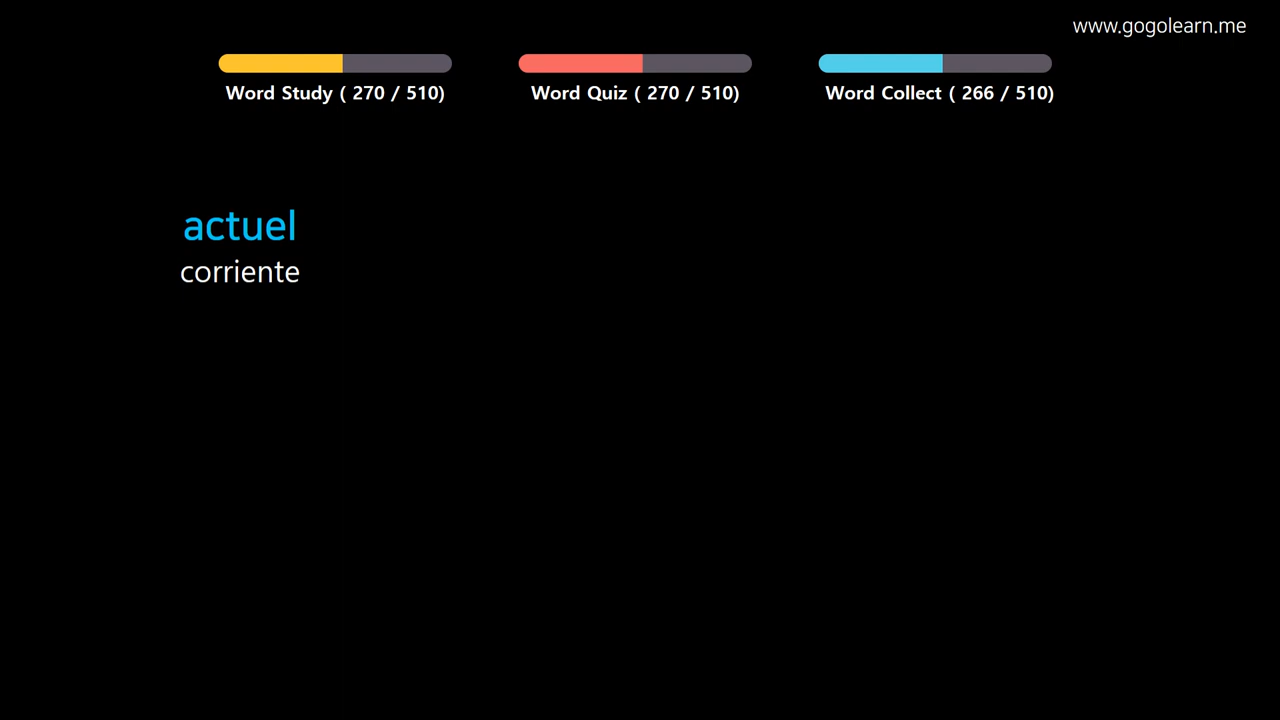 www.gogolearn.me
Word Study ( 270 / 510)
Word Quiz ( 270 / 510)
Word Collect ( 266 / 510)
actuel
corriente